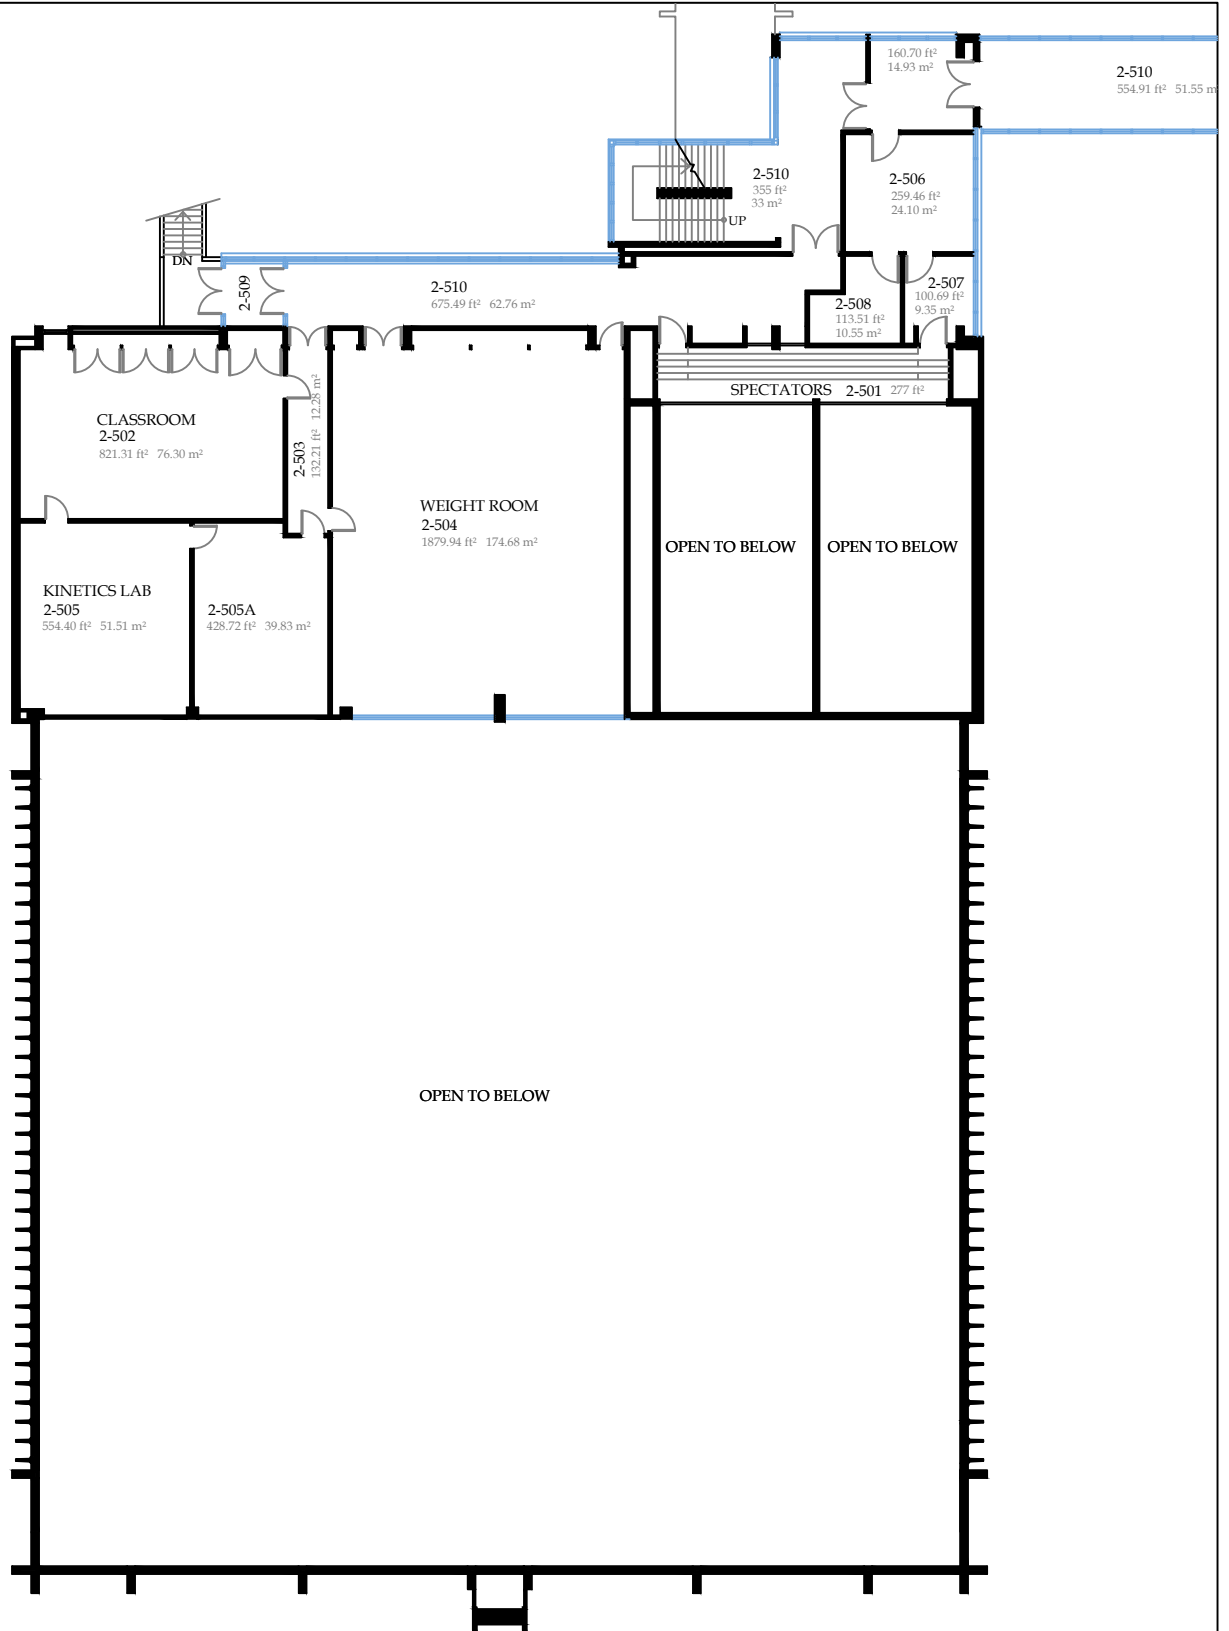 160.70 ft²
14.93 m²
2-510
554.91 ft² 51.55 m
2-510
355 ft²
33 m²
UP
2-506
259.46 ft²
24.10 m²
DN
2-509
2-510
675.49 ft² 62.76 m²
2-507
100.69 ft²
9.35 m²
2-508
113.51 ft²
10.55 m²
SPECTATORS 2-501 277 ft²
CLASSROOM
2-502
821.31 ft² 76.30 m²
2-503
132.21 ft² 12.28 m²
WEIGHT ROOM
2-504
1879.94 ft² 174.68 m²
OPEN TO BELOW
OPEN TO BELOW
KINETICS LAB
2-505
554.40 ft² 51.51 m²
2-505A
428.72 ft² 39.83 m²
OPEN TO BELOW